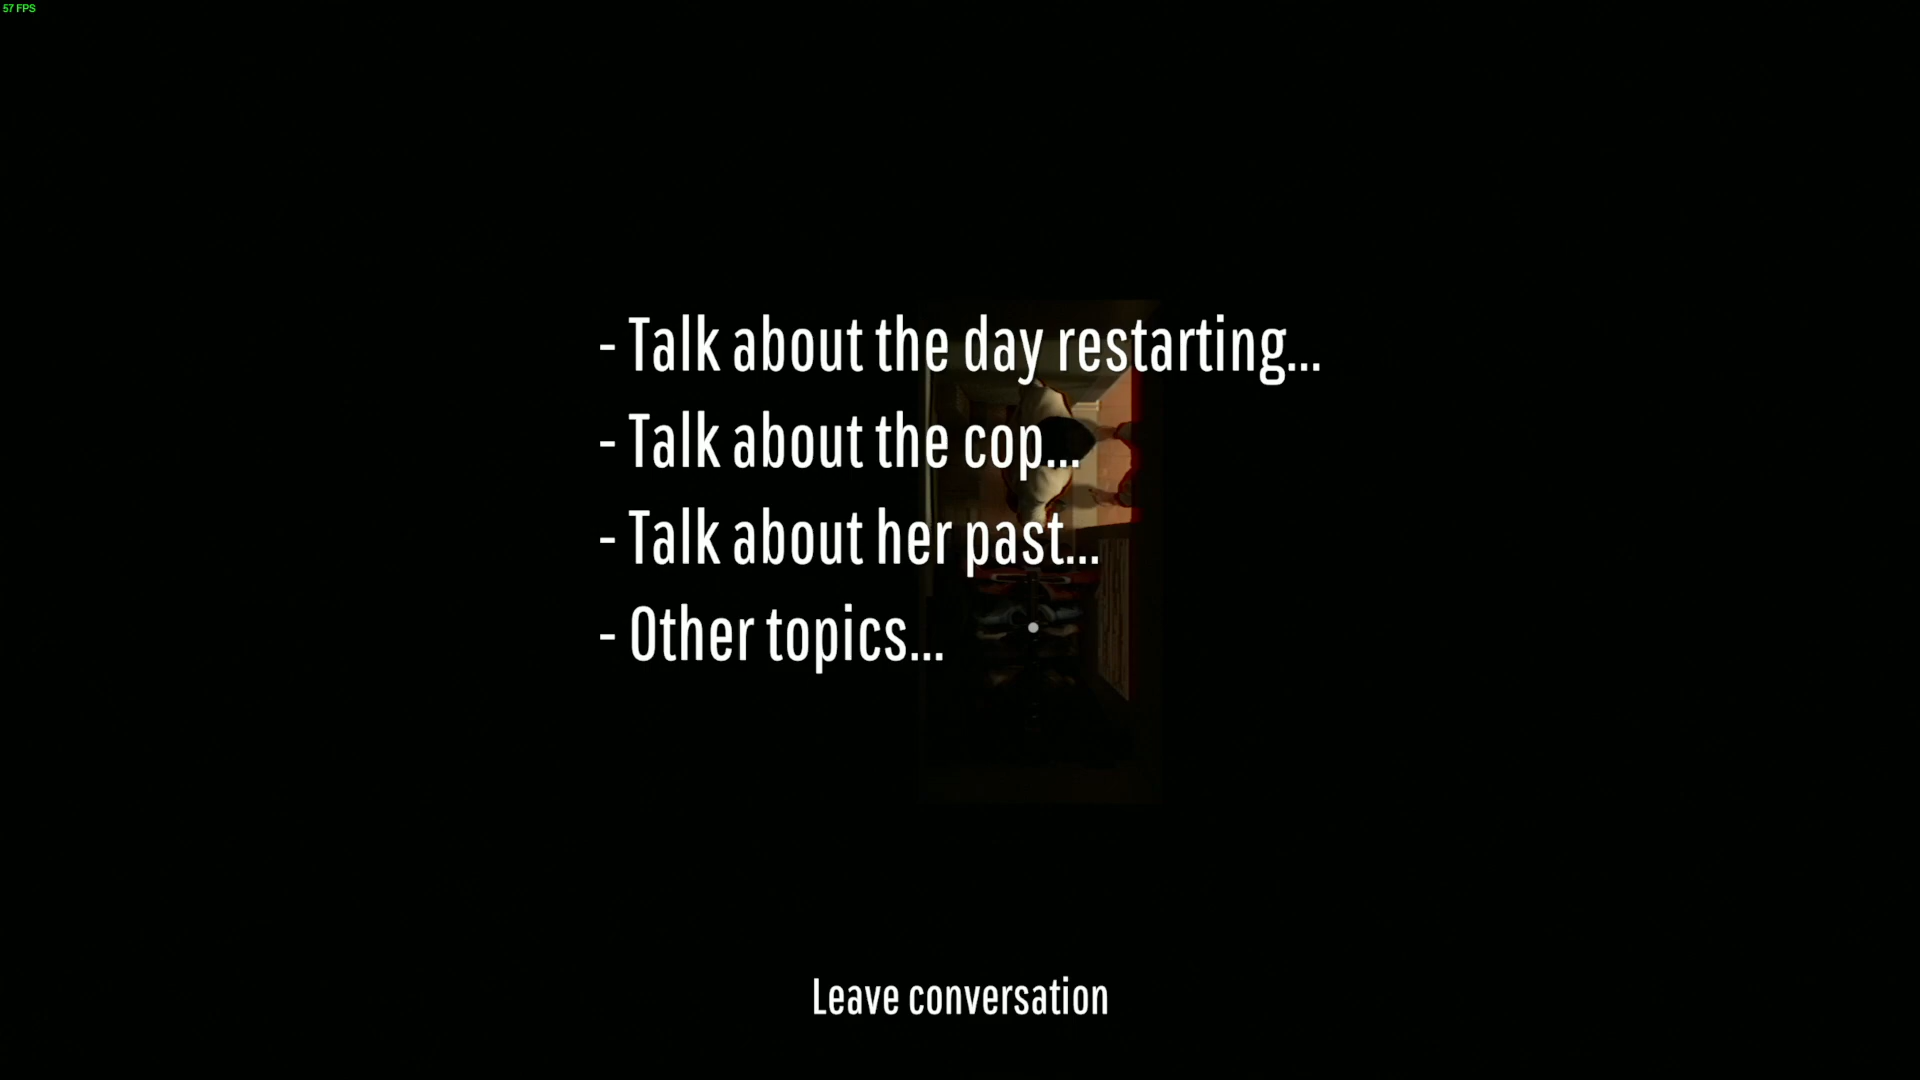 57 FPS
- Talk about the day restarting...
- Talk about the cop...
- Talk about her past...
- Other topics...
Leave conversation